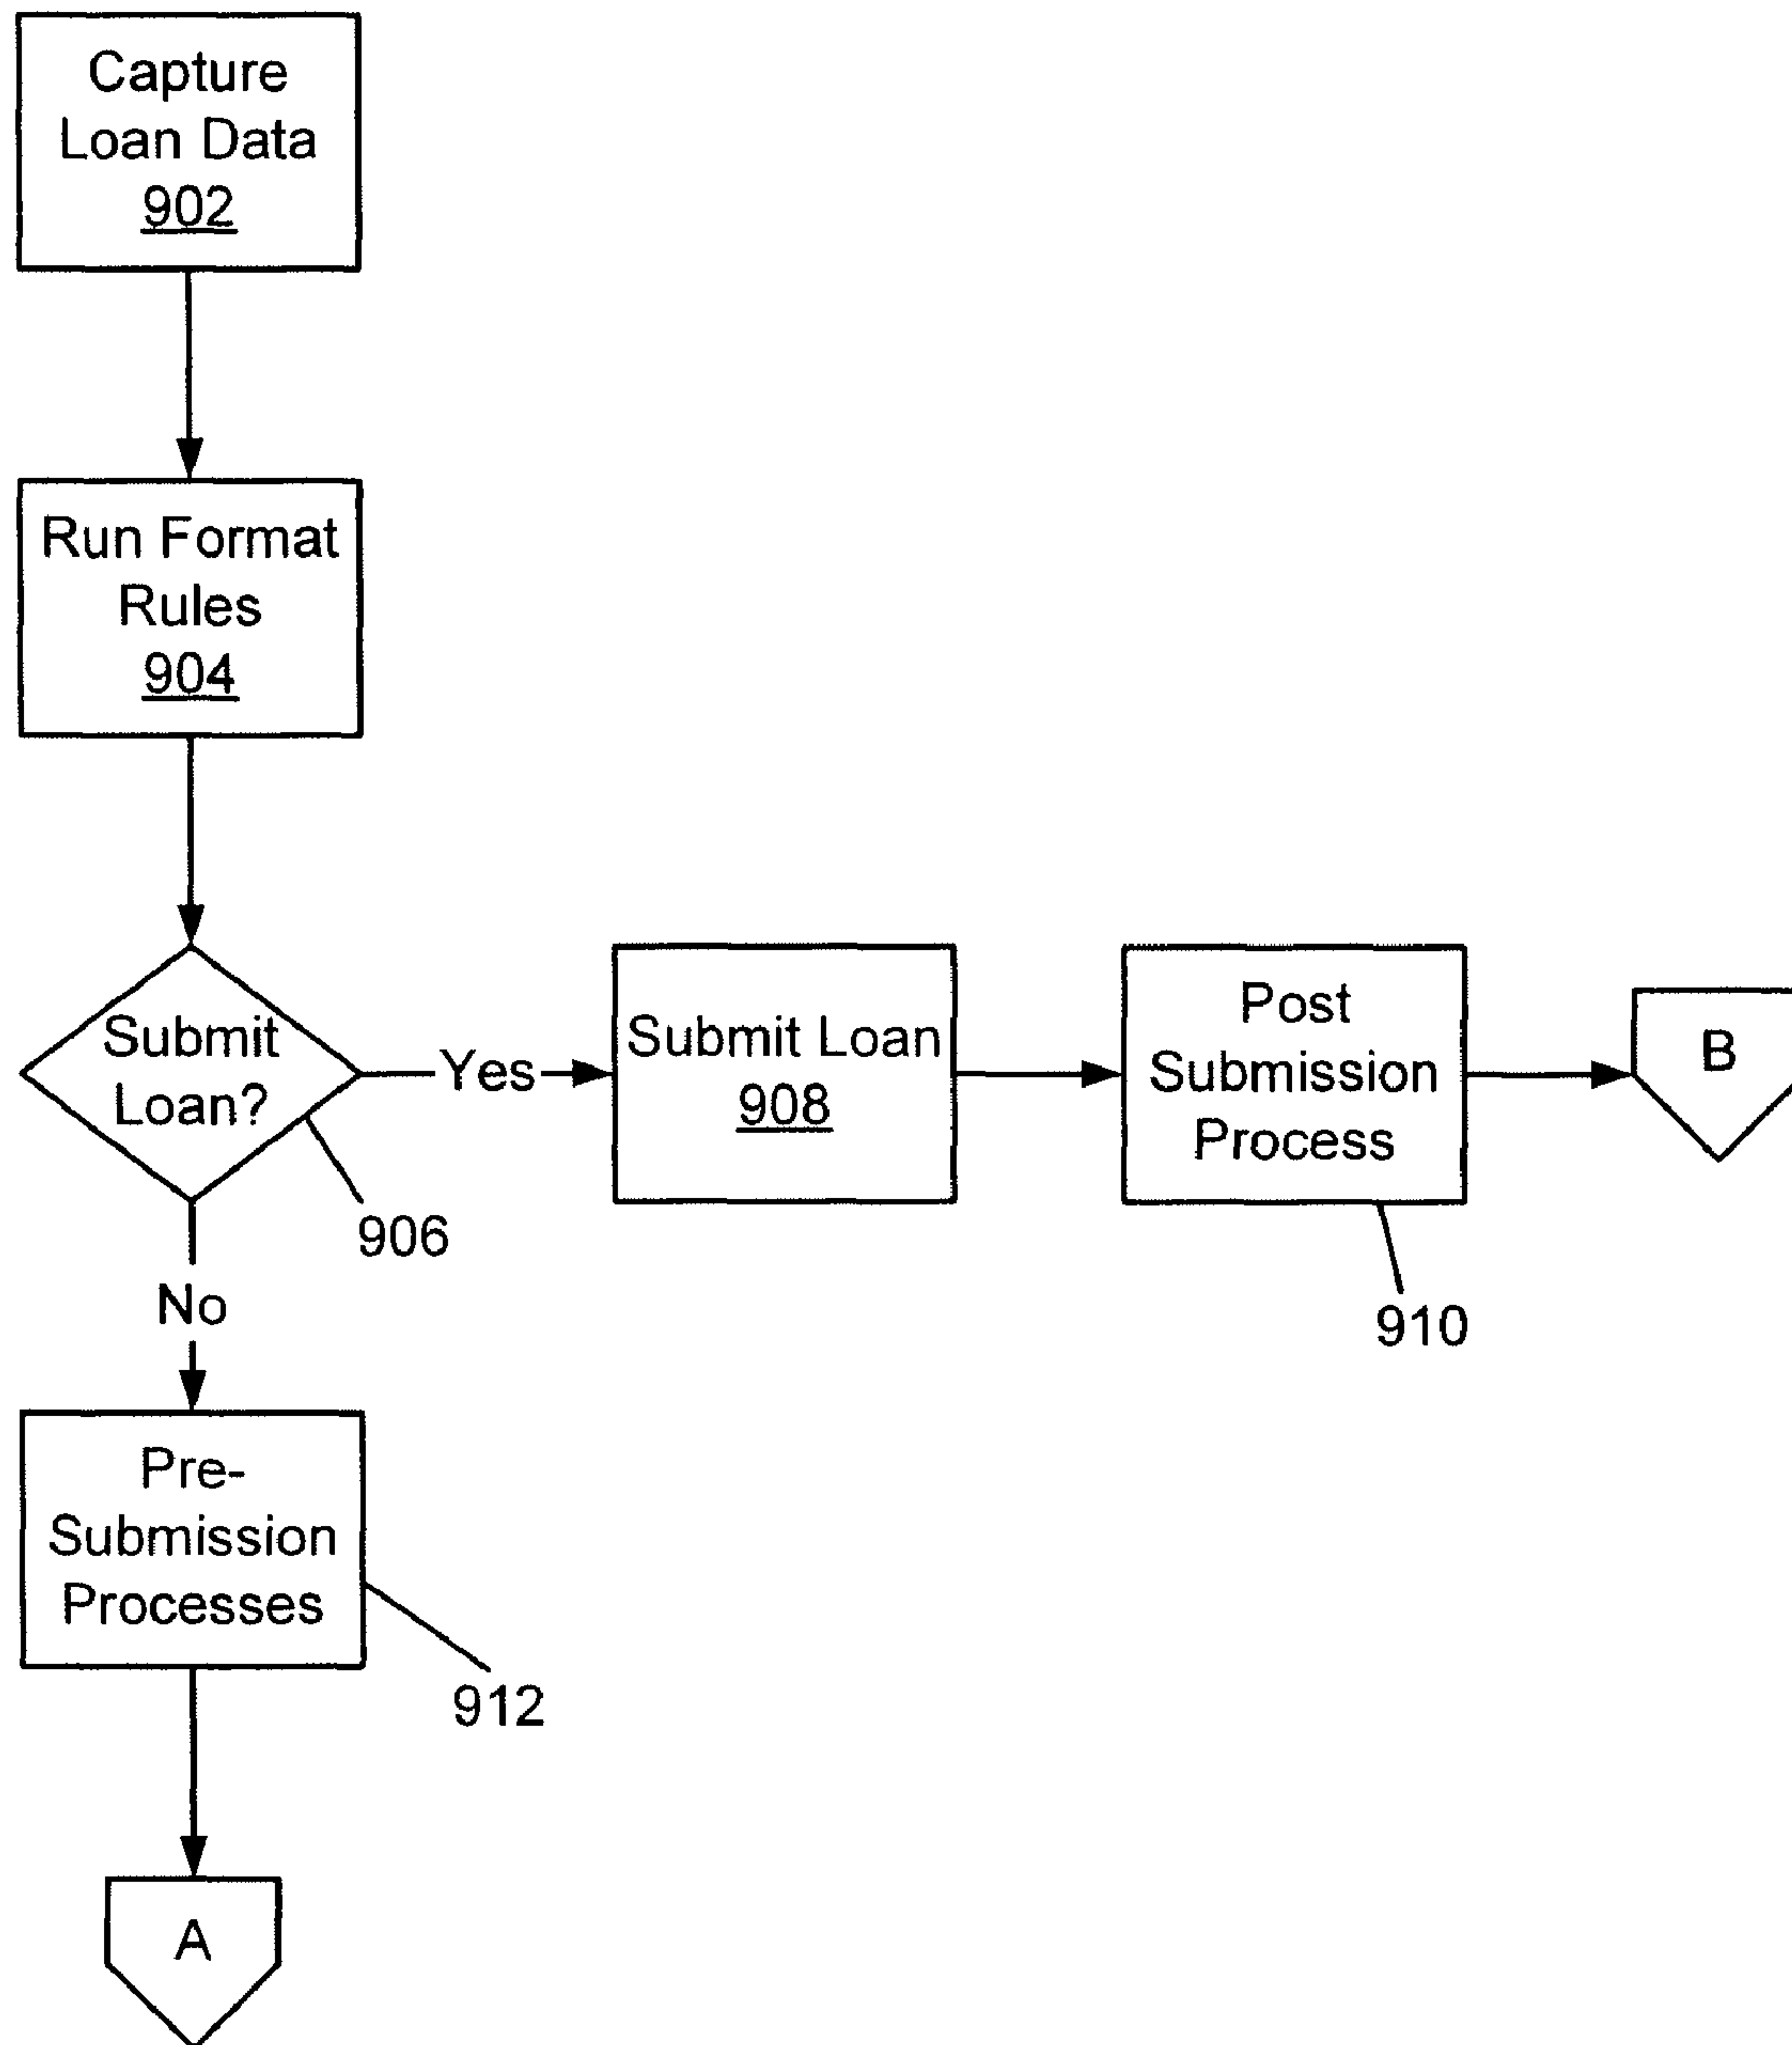 Capture
Loan Data
902
Run Format
Rules
904
Submit
Loan?
906
Yes
Submit Loan
908
Post
Submission
Process
910
B
No
Pre-
Submission
Processes
912
A